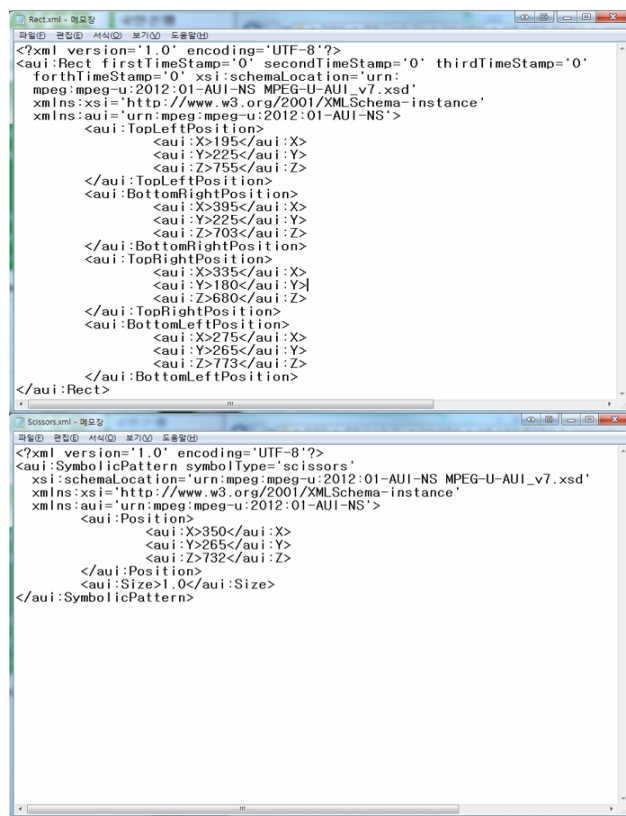 Rect.xml - 메모장
파일(F) 편집(E) 서식(O) 보기(V) 도움말(H)
<?xml version='1.0' encoding='UTF-8'?>
<aui:Rect firstTimeStamp='0' secondTimeStamp='0' thirdTimeStamp='0'
forthTimeStamp='0' xsi:schemaLocation='urn:
mpeg:mpeg-u:2012:01-AUI-NS MPEG-U-AUI_v7.xsd'
xmlns:xsi='http://www.w3.org/2001/XMLSchema-instance'
xmlns:aui='urn:mpeg:mpeg-u:2012:01-AUI-NS'>
<aui:TopLeftPosition>
<aui:X>195</aui:X>
<aui:Y>225</aui:Y>
<aui:Z>755</aui:Z>
</aui:TopLeftPosition>
<aui:BottomRightPosition>
<aui:X>395</aui:X>
<aui:Y>225</aui:Y>
<aui:Z>703</aui:Z>
</aui:BottomRightPosition>
<aui:TopRightPosition>
<aui:X>335</aui:X>
<aui:Y>180</aui:Y>
<aui:Z>680</aui:Z>
</aui:TopRightPosition>
<aui:BottomLeftPosition>
<aui:X>275</aui:X>
<aui:Y>265</aui:Y>
<aui:Z>773</aui:Z>
</aui:BottomLeftPosition>
</aui:Rect>
Scissors.xml - 메모장
파일(F) 편집(E) 서식(O) 보기(V) 도움말(H)
<?xml version='1.0' encoding='UTF-8'?>
<aui:SymbolicPattern symbolType='scissors'
xsi:schemaLocation='urn:mpeg:mpeg-u:2012:01-AUI-NS MPEG-U-AUI_v7.xsd'
xmlns:xsi='http://www.w3.org/2001/XMLSchema-instance'
xmlns:aui='urn:mpeg:mpeg-u:2012:01-AUI-NS'>
<aui:Position>
<aui:X>350</aui:X>
<aui:Y>265</aui:Y>
<aui:Z>732</aui:Z>
</aui:Position>
<aui:Size>1.0</aui:Size>
</aui:SymbolicPattern>